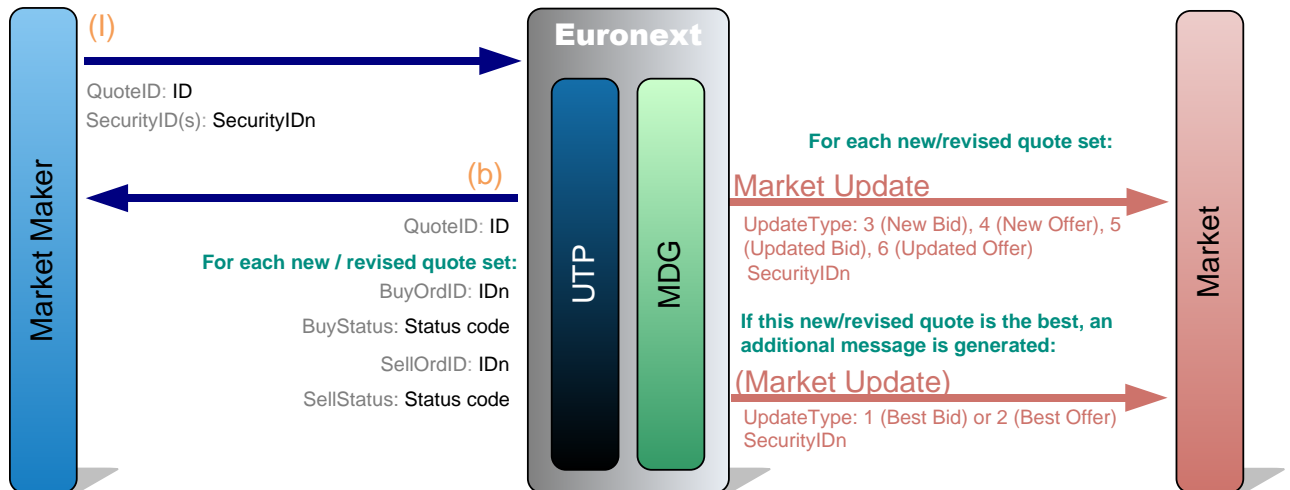 (I)
QuoteID: ID
SecurityID(s): SecurityIDn
(b)
QuoteID: ID
For each new / revised quote set:
BuyOrdID: IDn
BuyStatus: Status code
SellOrdID: IDn
SellStatus: Status code
Market Maker
Euronext
UTP
MDG
For each new/revised quote set:
Market Update
UpdateType: 3 (New Bid), 4 (New Offer), 5
(Updated Bid), 6 (Updated Offer)
SecurityIDn
If this new/revised quote is the best, an
additional message is generated:
(Market Update)
UpdateType: 1 (Best Bid) or 2 (Best Offer)
SecurityIDn
Market